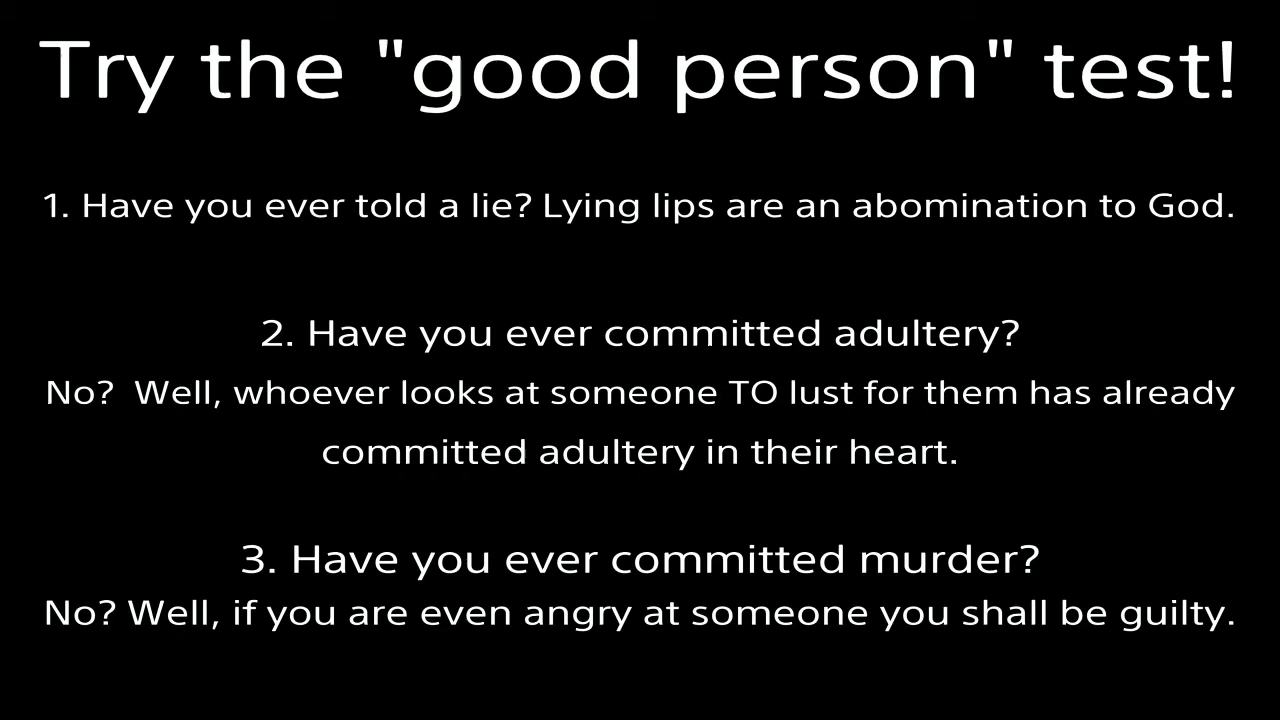 Try the "good person" test!
1. Have you ever told a lie? Lying lips are an abomination to God.
2. Have you ever committed adultery?
No?  Well, whoever looks at someone TO lust for them has already
committed adultery in their heart.
3. Have you ever committed murder?
No? Well, if you are even angry at someone you shall be guilty.